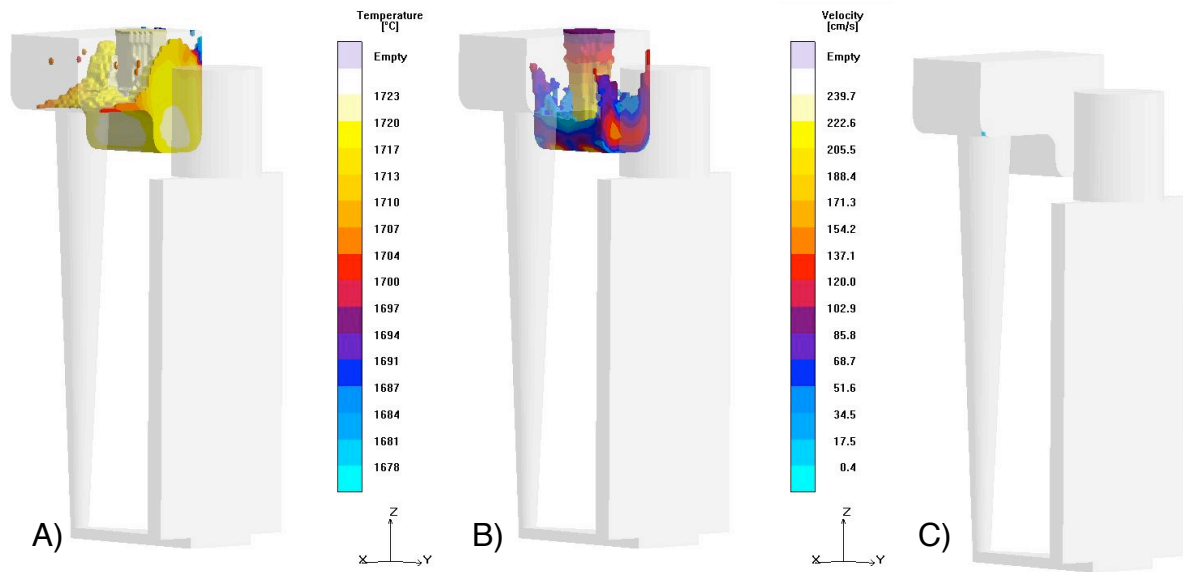 Temperature
[°C]
Empty
1723
1720
1717
1713
1710
1707
1704
1700
1697
1694
1691
1687
1684
1681
1678
Z
X
Y
A)
Velocity
[cm/s]
Empty
239.7
222.6
205.5
188.4
171.3
154.2
137.1
120.0
102.9
85.8
68.7
51.6
34.5
17.5
0.4
Z
X
Y
B)
C)